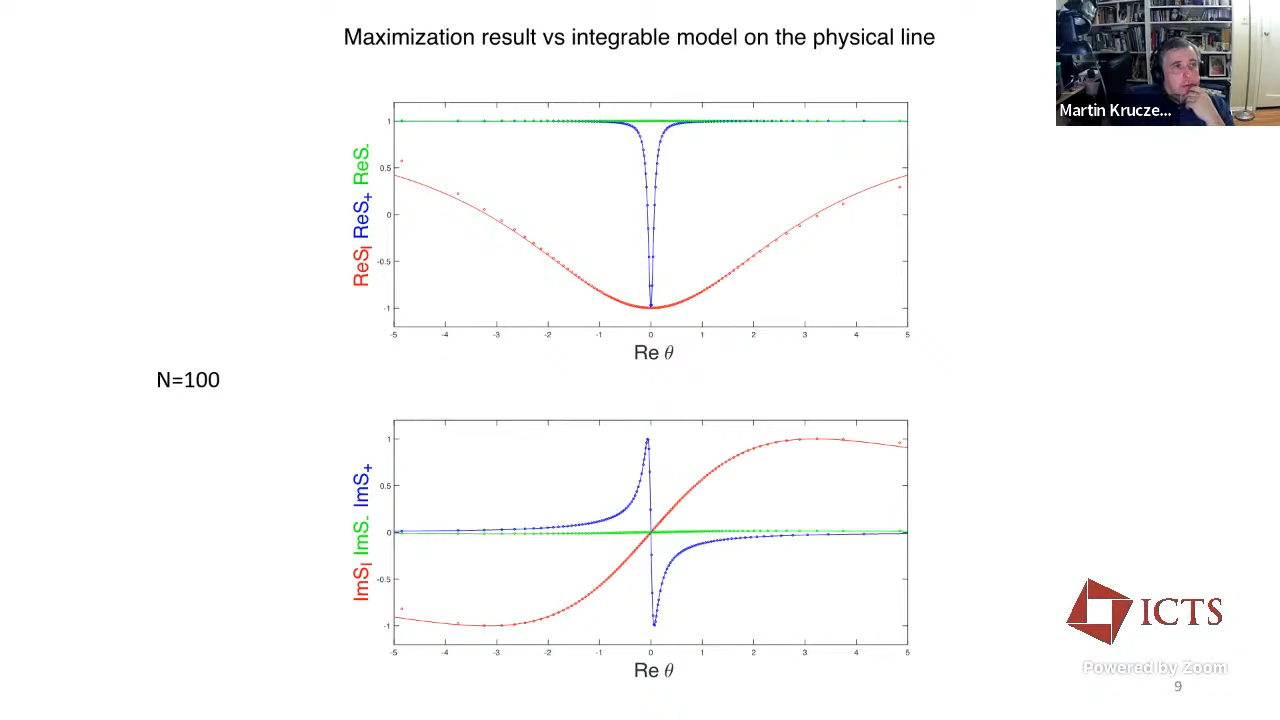 Maximization result vs integrable model on the physical line
Martin Krucze...
ReS_I ReS_+ ReS_-
1
0.5
0
-0.5
-1
-5 -4 -3 -2 -1 0 1 2 3 4 5
Re θ
N=100
ImS_I ImS_- ImS_+
1
0.5
0
-0.5
-1
-5 -4 -3 -2 -1 0 1 2 3 4 5
Re θ
ICTS
Powered by Zoom
9